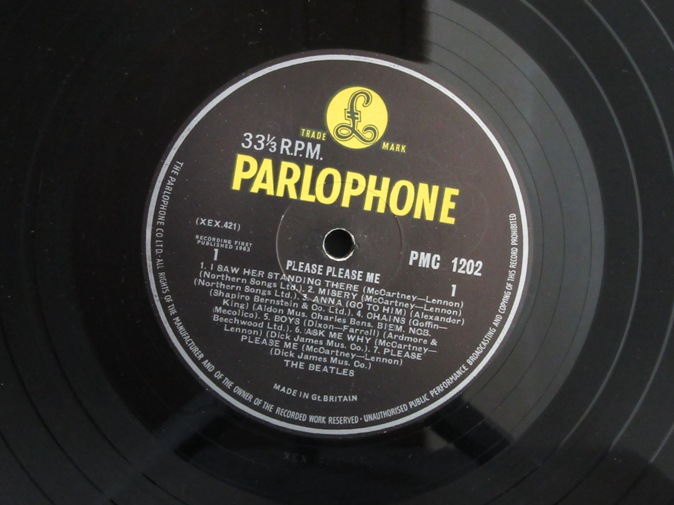 £
TRADE MARK
33⅓ R.P.M.
PARLOPHONE
(XEX.421)
RECORDING FIRST
PUBLISHED 1963
1
PLEASE PLEASE ME
PMC 1202
1
1. I SAW HER STANDING THERE (McCartney—Lennon)
(Northern Songs Ltd.). 2. MISERY (McCartney—Lennon)
(Northern Songs Ltd.). 3. ANNA (GO TO HIM) (Alexander)
(Shapiro Bernstein & Co. Ltd.). 4. CHAINS (Goffin—
King) (Aldon Mus. Charles Bens. BIEM. NCB.
Mecolico). 5. BOYS (Dixon—Farrell) (Ardmore &
Beechwood Ltd.) 6. ASK ME WHY (McCartney—
Lennon) (Dick James Mus. Co.) 7. PLEASE
PLEASE ME (McCartney—Lennon)
(Dick James Mus. Co.)
THE BEATLES
MADE IN Gt. BRITAIN
THE PARLOPHONE CO. LTD.-ALL RIGHTS OF THE MANUFACTURER AND OF THE OWNER OF THE RECORDED WORK RESERVED · UNAUTHORISED PUBLIC PERFORMANCE BROADCASTING AND COPYING OF THIS RECORD PROHIBITED